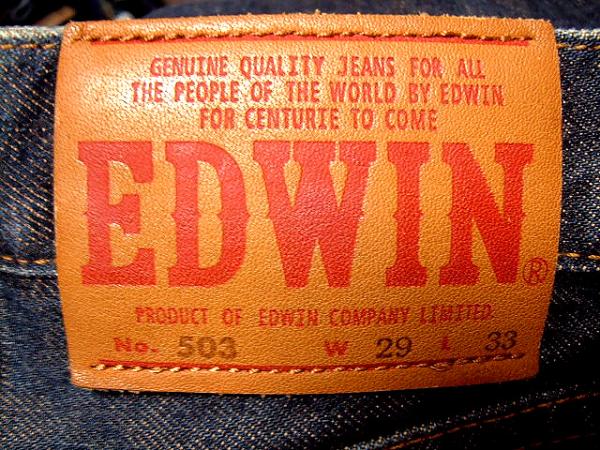 GENUINE QUALITY JEANS FOR ALL
THE PEOPLE OF THE WORLD BY EDWIN
FOR CENTURIE TO COME
EDWIN®
PRODUCT OF EDWIN COMPANY LIMITED.
No. 503 W 29 L 33